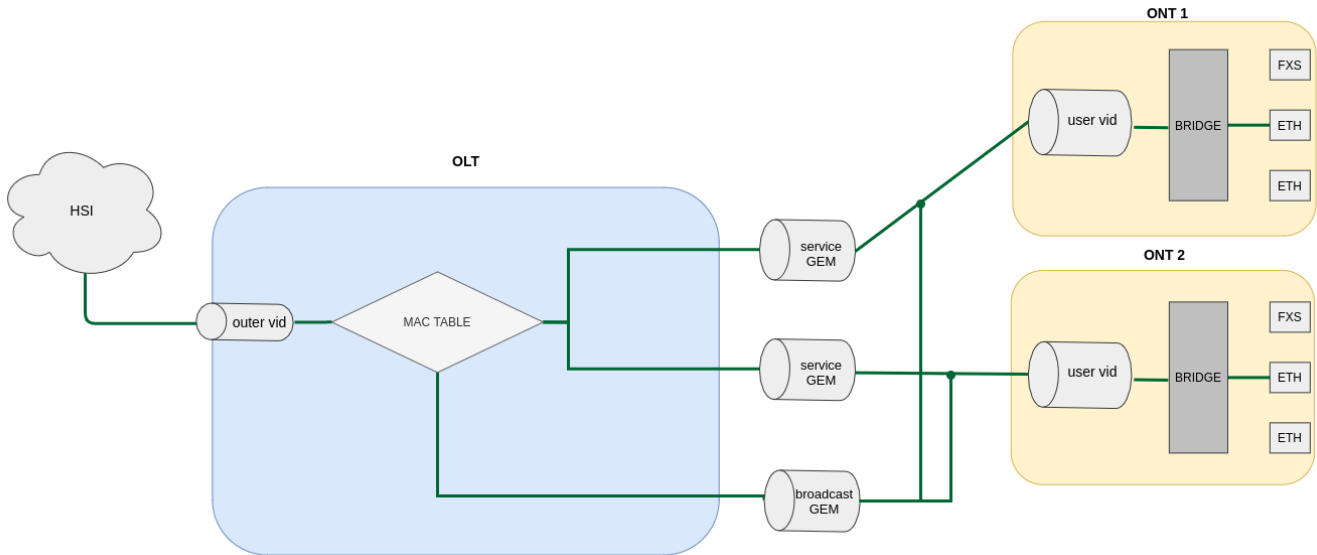 ONT 1
FXS
user vid
BRIDGE
ETH
ETH
OLT
HSI
outer vid
MAC TABLE
service
GEM
service
GEM
broadcast
GEM
ONT 2
FXS
user vid
BRIDGE
ETH
ETH